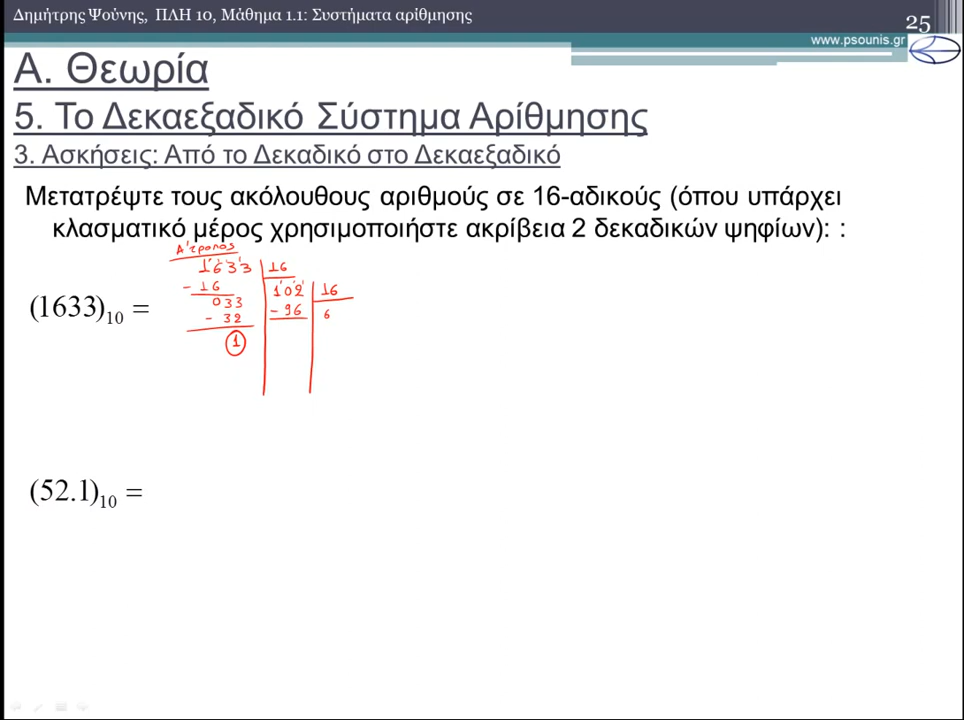 Δημήτρης Ψούνης, ΠΛΗ 10, Μάθημα 1.1: Συστήματα αρίθμησης
25
www.psounis.gr
Α. Θεωρία
5. Το Δεκαεξαδικό Σύστημα Αρίθμησης
3. Ασκήσεις: Από το Δεκαδικό στο Δεκαεξαδικό
Μετατρέψτε τους ακόλουθους αριθμούς σε 16-αδικούς (όπου υπάρχει
κλασματικό μέρος χρησιμοποιήστε ακρίβεια 2 δεκαδικών ψηφίων): :
Α' τροπος
1633 16
- 16 102 16
033 - 96 6
(1633)10 =
- 32
1
(52.1)10 =